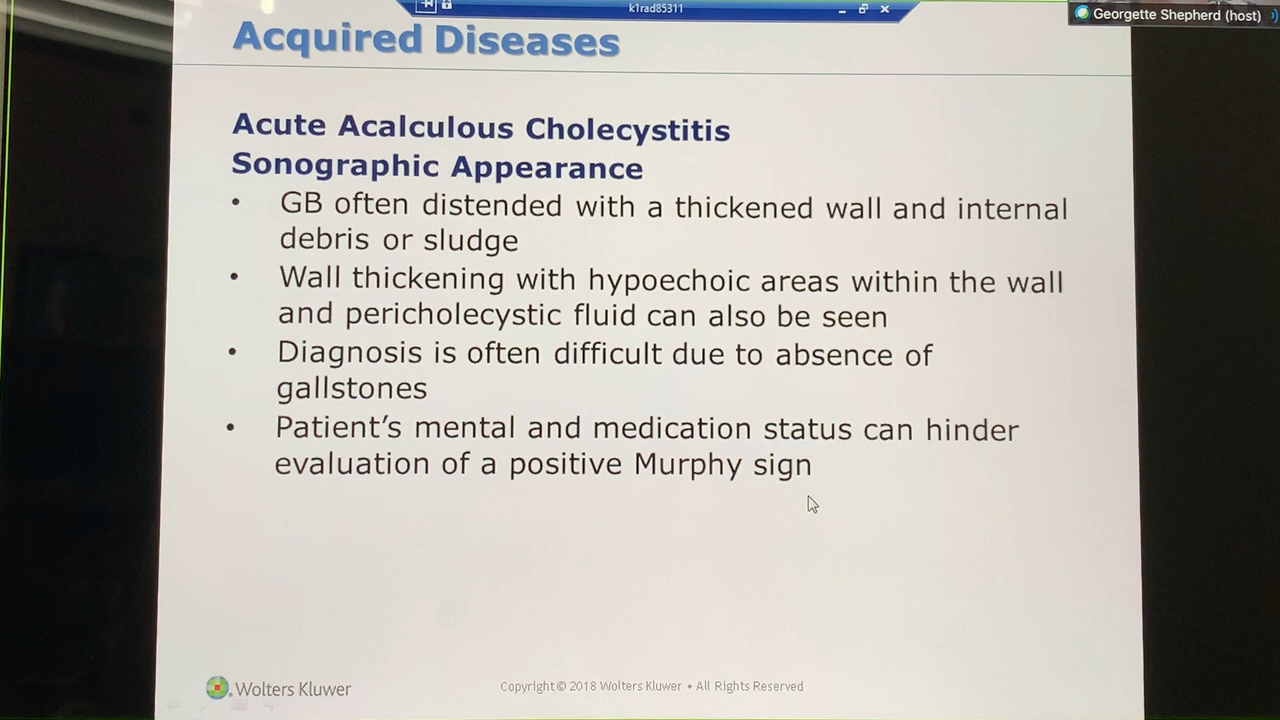 k1rad85311
Georgette Shepherd (host)
Acquired Diseases
Acute Acalculous Cholecystitis
Sonographic Appearance
• GB often distended with a thickened wall and internal
debris or sludge
• Wall thickening with hypoechoic areas within the wall
and pericholecystic fluid can also be seen
• Diagnosis is often difficult due to absence of
gallstones
• Patient’s mental and medication status can hinder
evaluation of a positive Murphy sign
Wolters Kluwer
Copyright © 2018 Wolters Kluwer • All Rights Reserved